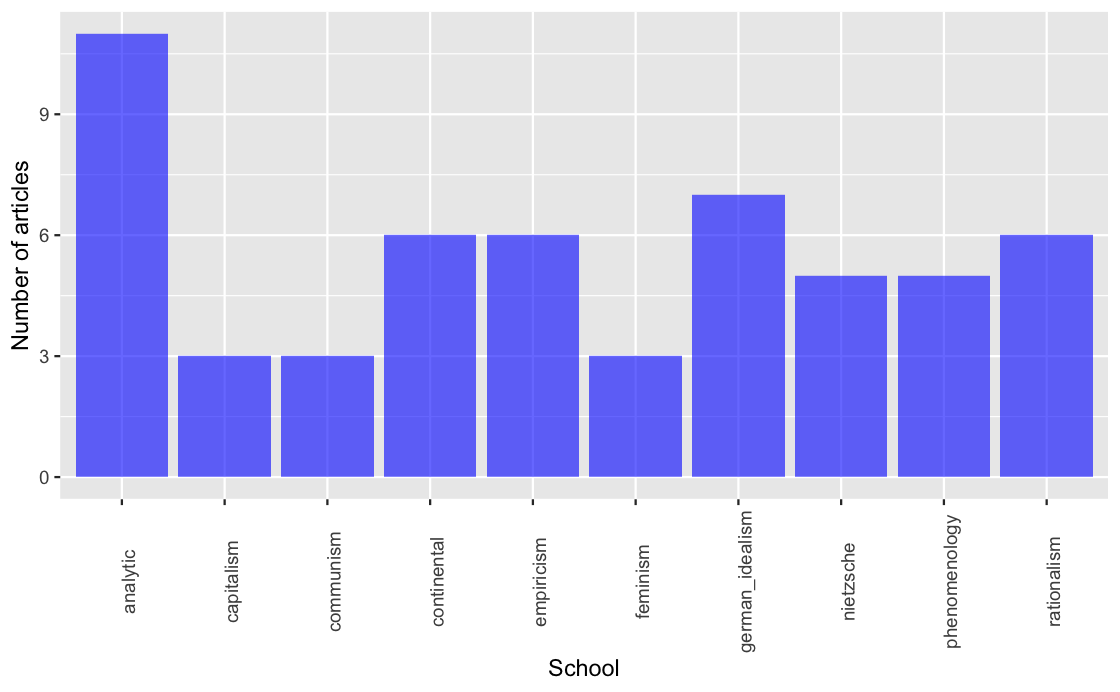 Number of articles
9
6
3
0
analytic
capitalism
communism
continental
empiricism
feminism
german_idealism
nietzsche
phenomenology
rationalism
School